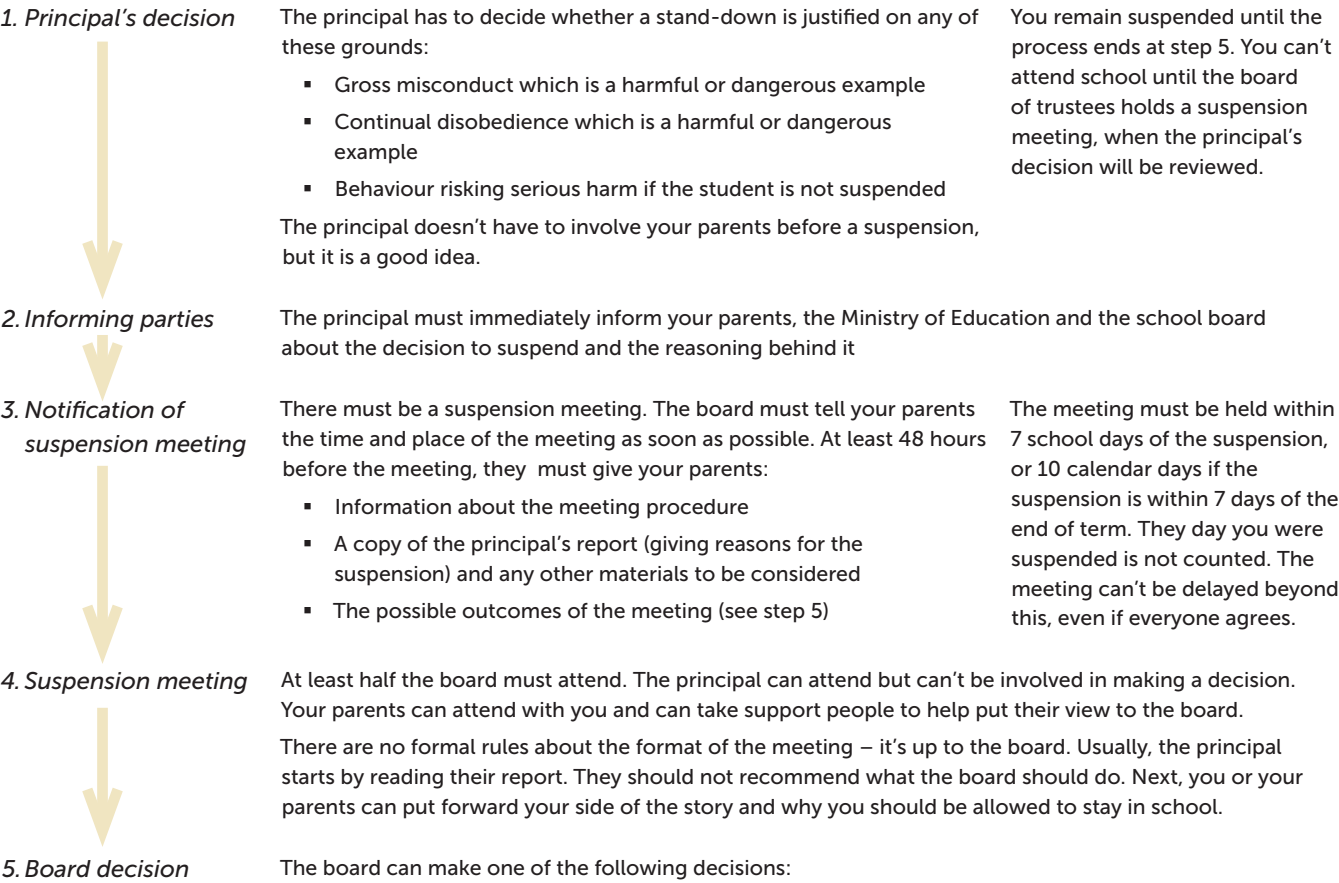 1. Principal’s decision
The principal has to decide whether a stand-down is justified on any of
these grounds:
▪ Gross misconduct which is a harmful or dangerous example
▪ Continual disobedience which is a harmful or dangerous
example
▪ Behaviour risking serious harm if the student is not suspended
The principal doesn’t have to involve your parents before a suspension,
but it is a good idea.
You remain suspended until the
process ends at step 5. You can’t
attend school until the board
of trustees holds a suspension
meeting, when the principal’s
decision will be reviewed.
2. Informing parties
The principal must immediately inform your parents, the Ministry of Education and the school board
about the decision to suspend and the reasoning behind it
3. Notification of
suspension meeting
There must be a suspension meeting. The board must tell your parents
the time and place of the meeting as soon as possible. At least 48 hours
before the meeting, they must give your parents:
▪ Information about the meeting procedure
▪ A copy of the principal’s report (giving reasons for the
suspension) and any other materials to be considered
▪ The possible outcomes of the meeting (see step 5)
The meeting must be held within
7 school days of the suspension,
or 10 calendar days if the
suspension is within 7 days of the
end of term. They day you were
suspended is not counted. The
meeting can’t be delayed beyond
this, even if everyone agrees.
4. Suspension meeting
At least half the board must attend. The principal can attend but can’t be involved in making a decision.
Your parents can attend with you and can take support people to help put their view to the board.
There are no formal rules about the format of the meeting – it’s up to the board. Usually, the principal
starts by reading their report. They should not recommend what the board should do. Next, you or your
parents can put forward your side of the story and why you should be allowed to stay in school.
5. Board decision
The board can make one of the following decisions: